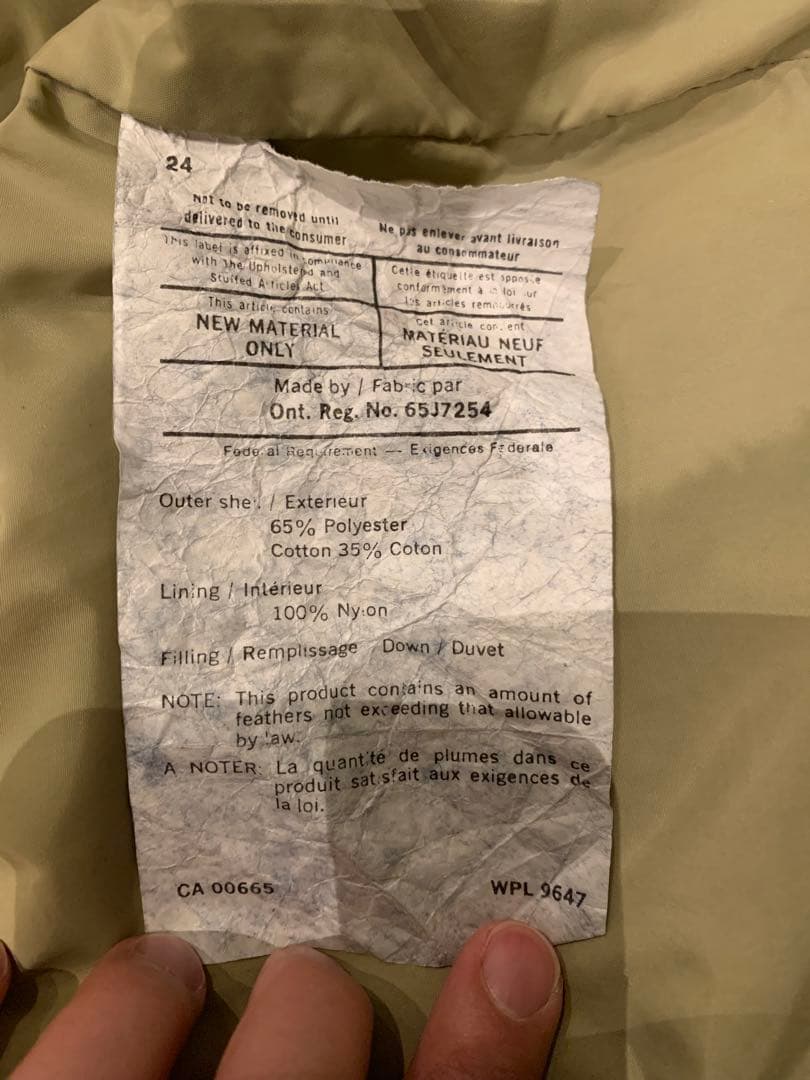 24
Not to be removed until
delivered to the consumer
Ne pas enlever avant livraison
au consommateur
This label is affixed in compliance
with The Upholstered and
Stuffed Articles Act
Cette étiquette est apposée
conformément à la loi sur
les articles rembourrés
This article contains
NEW MATERIAL
ONLY
Cet article contient
MATÉRIAU NEUF
SEULEMENT
Made by / Fabric par
Ont. Reg. No. 65J7254
Federal Requirement — Exigences Federale
Outer shell / Exterieur
65% Polyester
Cotton 35% Coton
Lining / Intérieur
100% Nylon
Filling / Remplissage Down / Duvet
NOTE: This product contains an amount of
feathers not exceeding that allowable
by law.
A NOTER: La quantité de plumes dans ce
produit satisfait aux exigences de
la loi.
CA 00665
WPL 9647